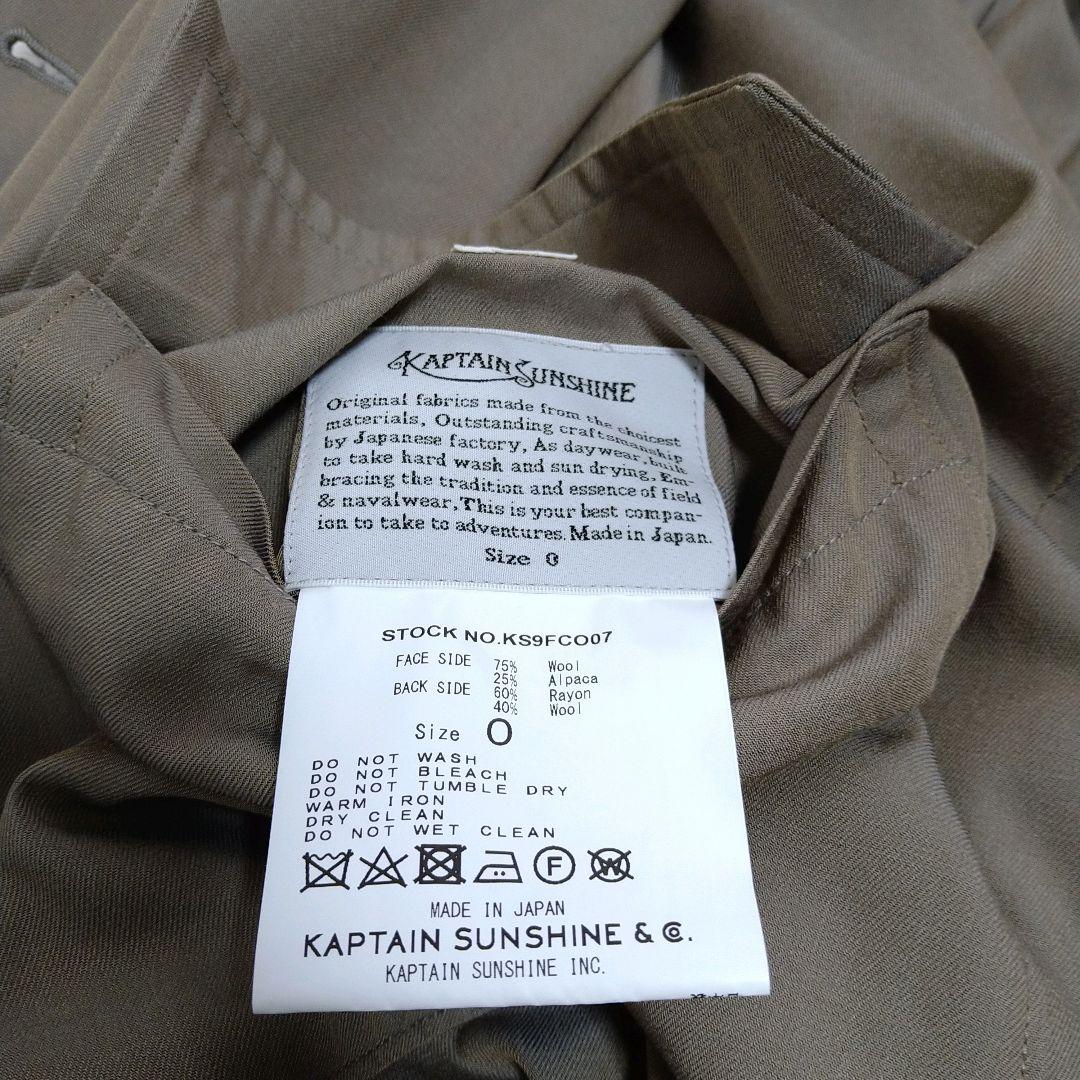 KAPTAIN SUNSHINE
Original fabrics made from the choicest
materials, Outstanding craftsmanship
by Japanese factory, As daywear, built
to take hard wash and sun drying, Em-
bracing the tradition and essence of field
& navalwear, This is your best compan-
ion to take to adventures. Made in Japan.
Size 0
STOCK NO.KS9FCO07
FACE SIDE 75% Wool
25% Alpaca
BACK SIDE 60% Rayon
40% Wool
Size 0
DO NOT WASH
DO NOT BLEACH
DO NOT TUMBLE DRY
WARM IRON
DRY CLEAN
DO NOT WET CLEAN
F W
MADE IN JAPAN
KAPTAIN SUNSHINE & Co.
KAPTAIN SUNSHINE INC.